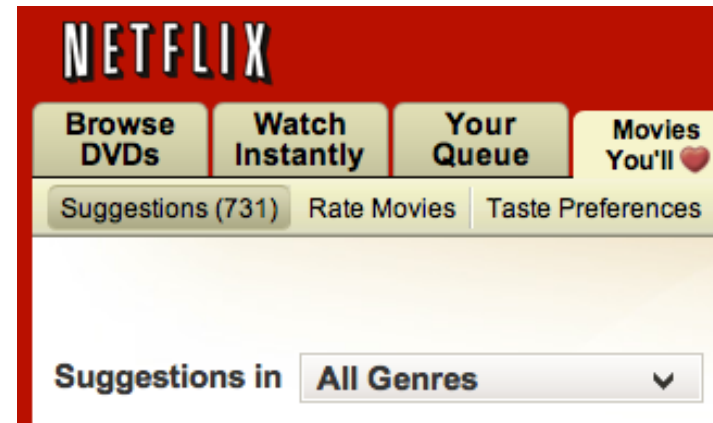 NETFLIX
Browse DVDs
Watch Instantly
Your Queue
Movies You'll
Suggestions (731) Rate Movies Taste Preferences
Suggestions in All Genres